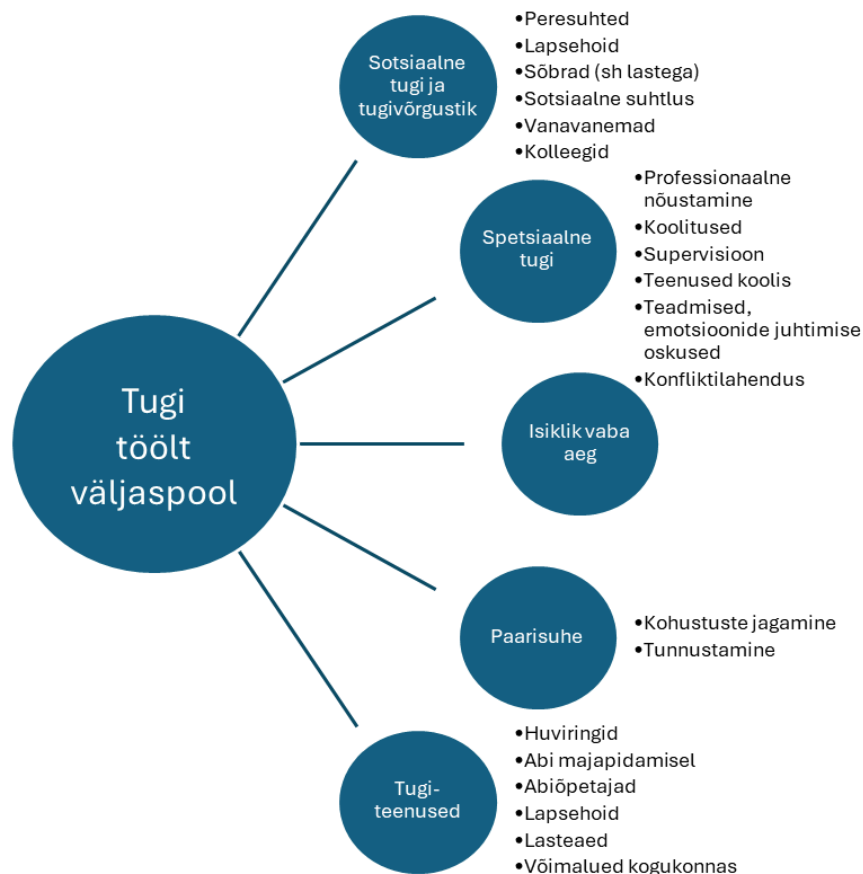 Sotsiaalne
tugi ja
tugivõrgustik
•Peresuhted
•Lapsehoid
•Sõbrad (sh lastega)
•Sotsiaalne suhtlus
•Vanavanemad
•Kolleegid
Spetsiaalne
tugi
•Professionaalne
nõustamine
•Koolitused
•Supervisioon
•Teenused koolis
•Teadmised,
emotsioonide juhtimise
oskused
•Konfliktilahendus
Tugi
töölt
väljaspool
Isiklik vaba
aeg
Paarisuhe
•Kohustuste jagamine
•Tunnustamine
Tugi-
teenused
•Huviringid
•Abi majapidamisel
•Abiõpetajad
•Lapsehoid
•Lasteaed
•Võimalued kogukonnas